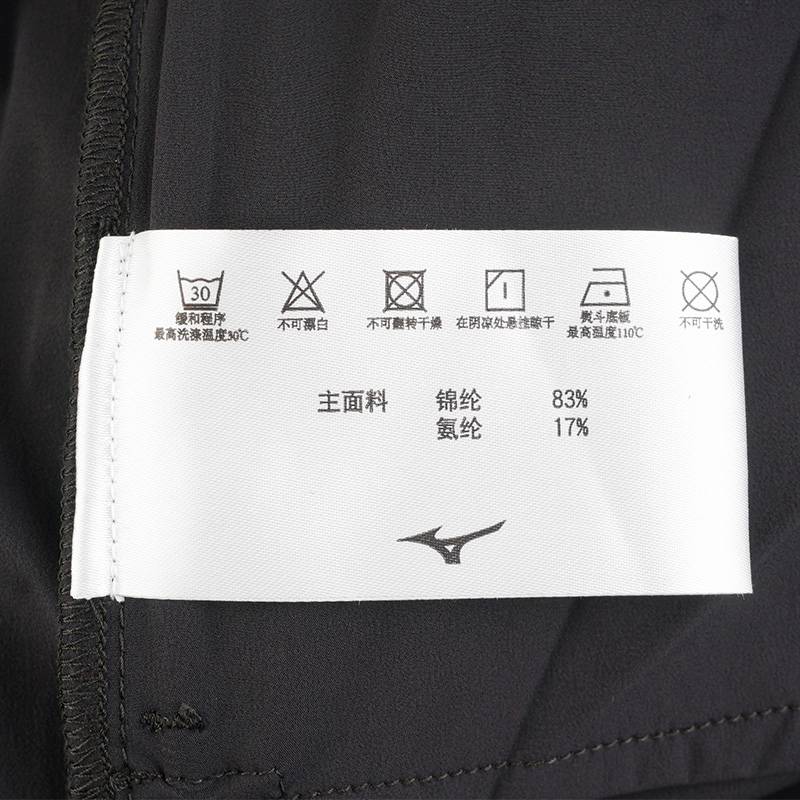 30
缓和程序
最高洗涤温度30℃
不可漂白
不可翻转干燥
在阴凉处悬挂晾干
熨斗底板
最高温度110℃
不可干洗
主面料 锦纶 83%
氨纶 17%